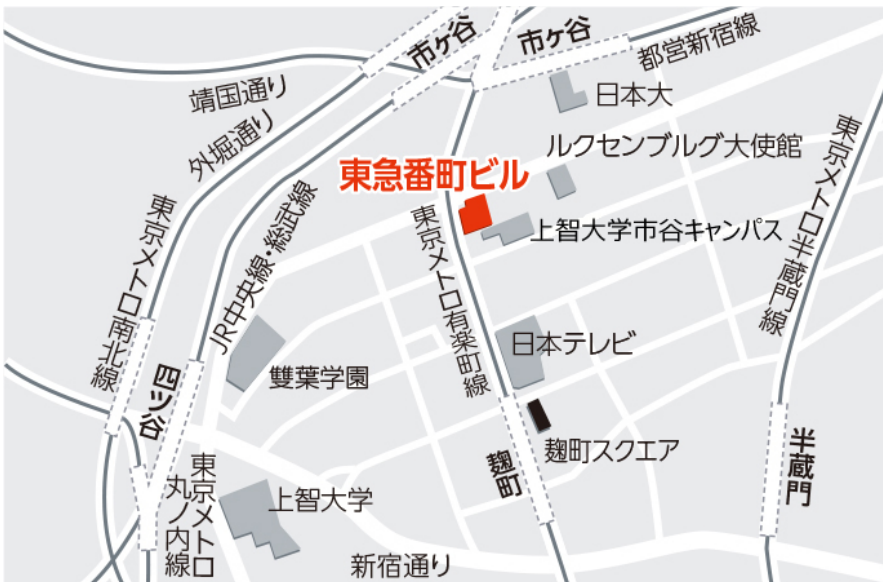 市ヶ谷
市ヶ谷
都営新宿線
靖国通り
日本大
外堀通り
ルクセンブルグ大使館
東急番町ビル
東京メトロ半蔵門線
東京メトロ南北線
JR中央線・総武線
東京メトロ有楽町線
上智大学市谷キャンパス
日本テレビ
四ツ谷
雙葉学園
麹町スクエア
半蔵門
麹町
東京メトロ
丸ノ内線
上智大学
新宿通り